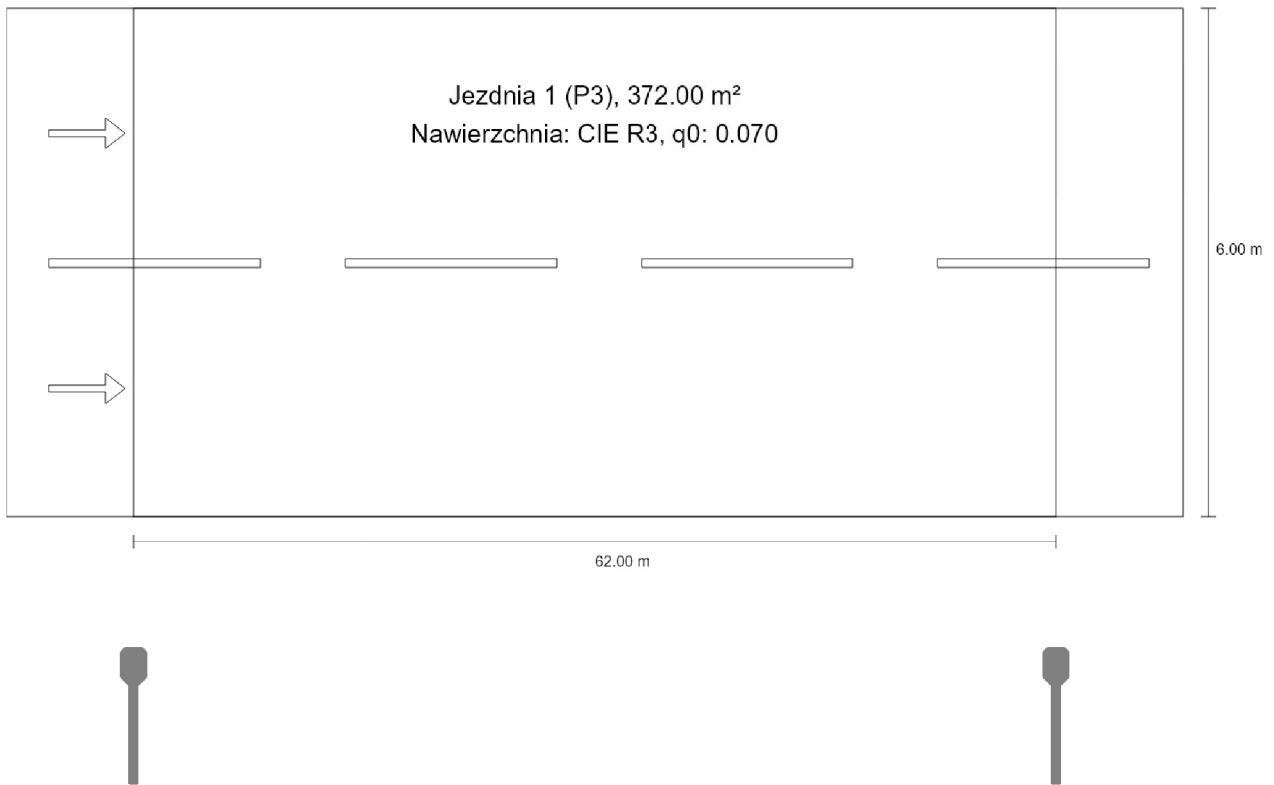 Jezdnia 1 (P3), 372.00 m²
Nawierzchnia: CIE R3, q0: 0.070
6.00 m
62.00 m